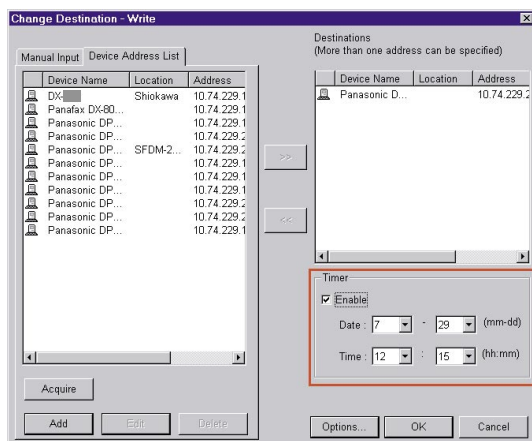 Change Destination - Write
Manual Input
Device Address List
Device Name Location Address
DX- Shiokawa 10.74.229.1
Panafax DX-80... 10.74.229.1
Panasonic DP... 10.74.229.1
Panasonic DP... 10.74.229.2
Panasonic DP... SFDM-2... 10.74.229.1
Panasonic DP... 10.74.229.1
Panasonic DP... 10.74.229.1
Panasonic DP... 10.74.229.1
Panasonic DP... 10.74.229.2
Panasonic DP... 10.74.229.2
Panasonic DP... 10.74.229.1
Acquire
Add
Edit
Delete
>>
<<
Destinations
(More than one address can be specified)
Device Name Location Address
Panasonic D... 10.74.229.2
Timer
Enable
Date : 7 - 29 (mm-dd)
Time : 12 : 15 (hh:mm)
Options...
OK
Cancel